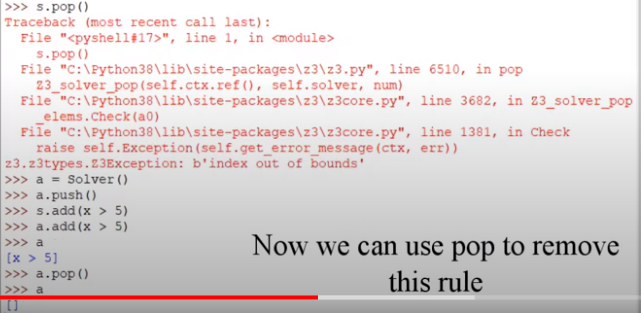 >>> s.pop()
Traceback (most recent call last):
  File "<pyshell#17>", line 1, in <module>
    s.pop()
  File "C:\Python38\lib\site-packages\z3\z3.py", line 6510, in pop
    Z3_solver_pop(self.ctx.ref(), self.solver, num)
  File "C:\Python38\lib\site-packages\z3\z3core.py", line 3682, in Z3_solver_pop
    _elems.Check(a0)
  File "C:\Python38\lib\site-packages\z3\z3core.py", line 1381, in Check
    raise self.Exception(self.get_error_message(ctx, err))
z3.z3types.Z3Exception: b'index out of bounds'
>>> a = Solver()
>>> a.push()
>>> s.add(x > 5)
>>> a.add(x > 5)
>>> a
[x > 5]
>>> a.pop()
>>> a
[]
Now we can use pop to remove
this rule